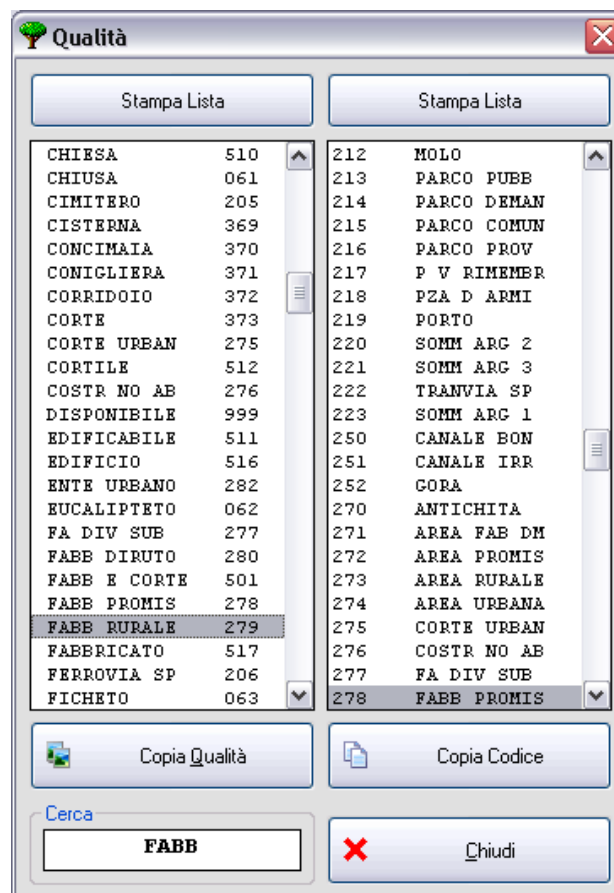 Qualità
Stampa Lista
CHIESA 510
CHIUSA 061
CIMITERO 205
CISTERNA 369
CONCIMAIA 370
CONIGLIERA 371
CORRIDOIO 372
CORTE 373
CORTE URBAN 275
CORTILE 512
COSTR NO AB 276
DISPONIBILE 999
EDIFICABILE 511
EDIFICIO 516
ENTE URBANO 282
EUCALIPTETO 062
FA DIV SUB 277
FABB DIRUTO 280
FABB E CORTE 501
FABB PROMIS 278
FABB RURALE 279
FABBRICATO 517
FERROVIA SP 206
FICHETO 063
Copia Qualità
Cerca
FABB
Stampa Lista
212 MOLO
213 PARCO PUBB
214 PARCO DEMAN
215 PARCO COMUN
216 PARCO PROV
217 P V RIMEMBR
218 PZA D ARMI
219 PORTO
220 SOMM ARG 2
221 SOMM ARG 3
222 TRANVIA SP
223 SOMM ARG 1
250 CANALE BON
251 CANALE IRR
252 GORA
270 ANTICHITA
271 AREA FAB DM
272 AREA PROMIS
273 AREA RURALE
274 AREA URBANA
275 CORTE URBAN
276 COSTR NO AB
277 FA DIV SUB
278 FABB PROMIS
Copia Codice
Chiudi